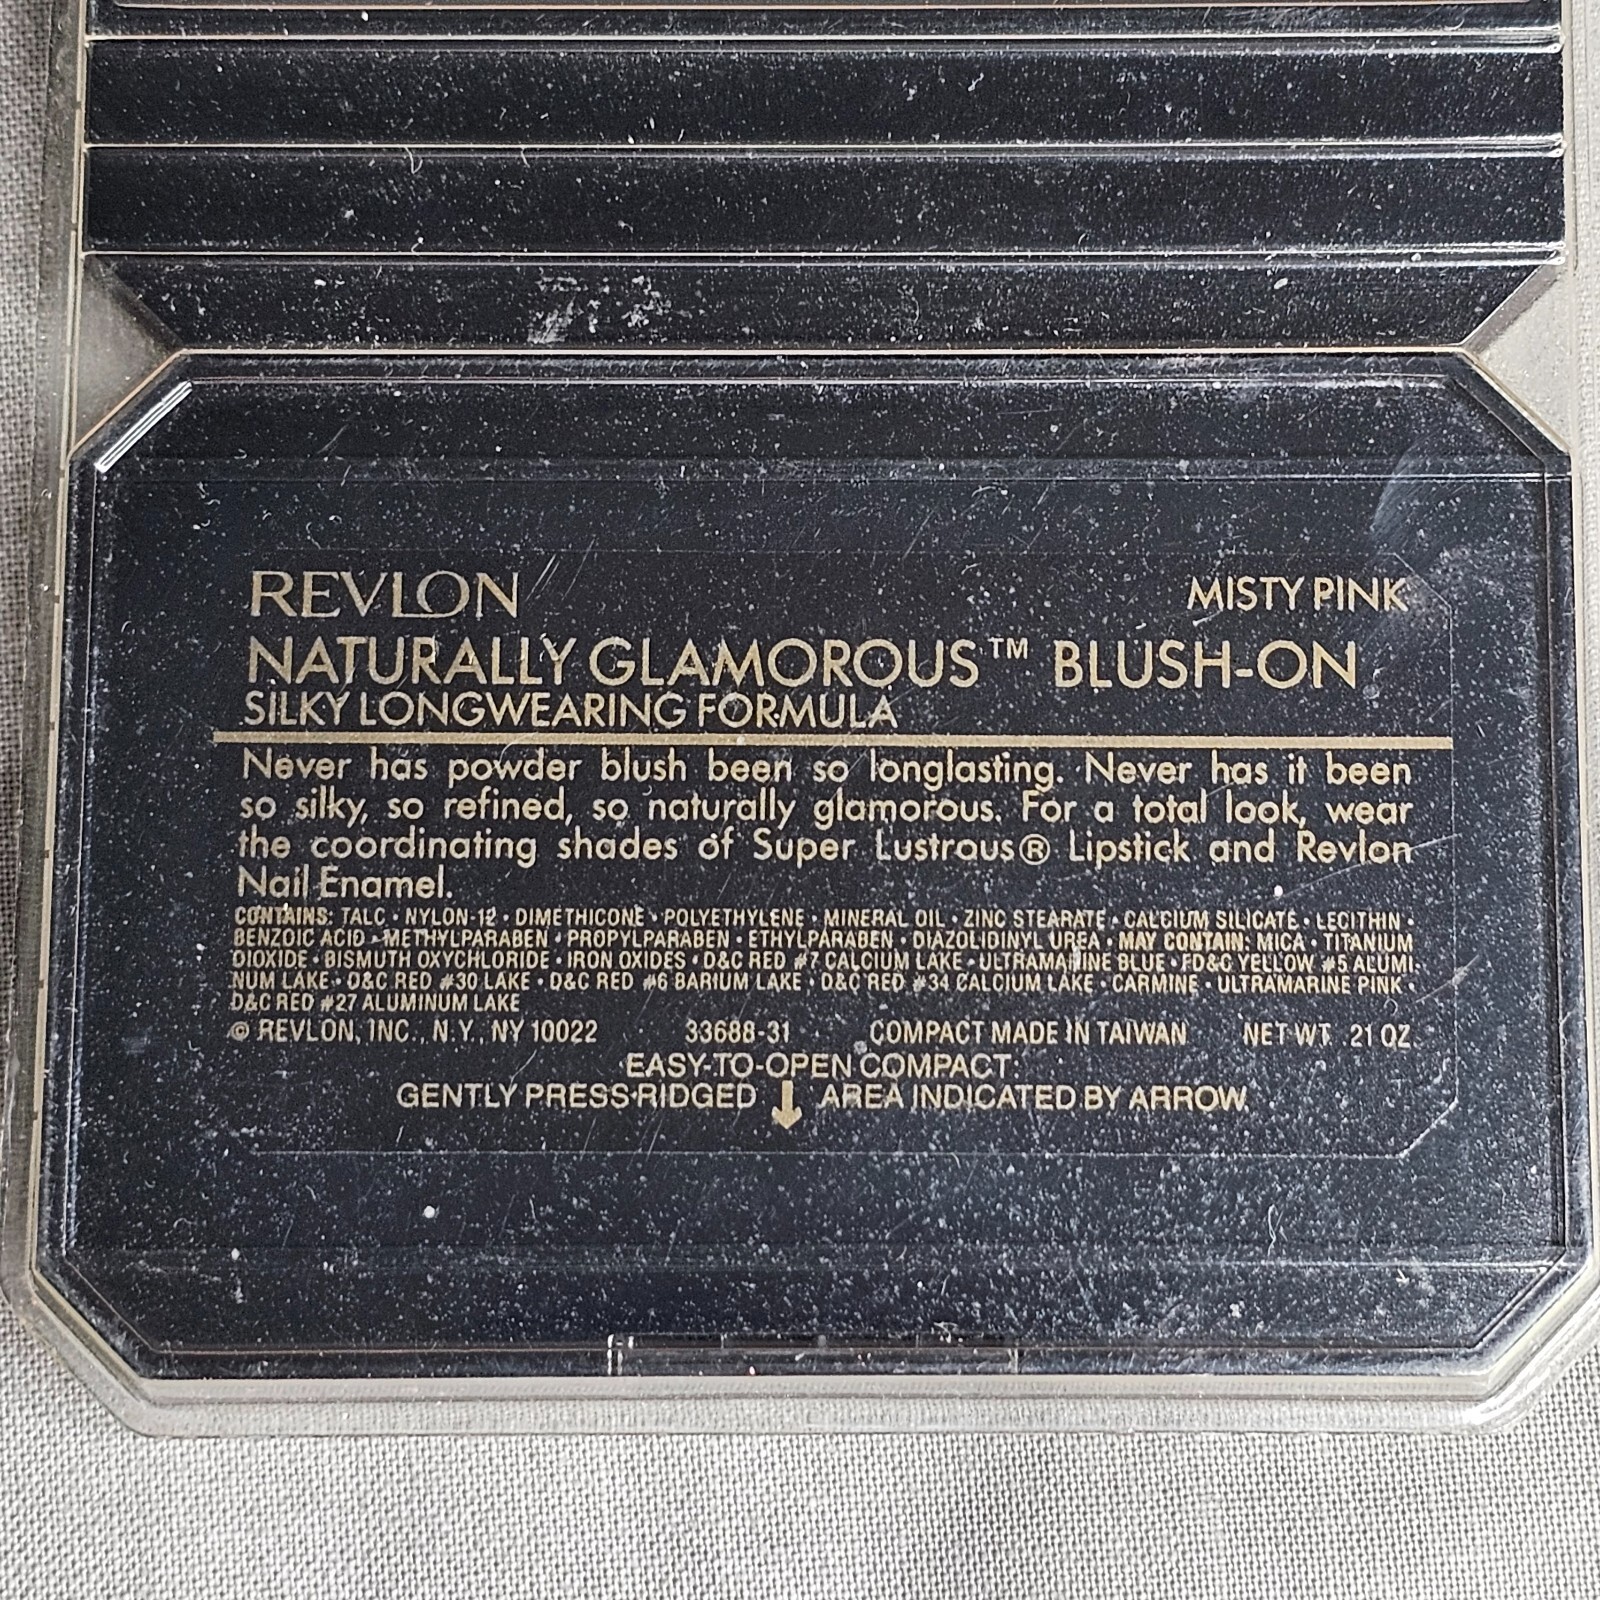 REVLON MISTY PINK
NATURALLY GLAMOROUS™ BLUSH-ON
SILKY LONGWEARING FORMULA
Never has powder blush been so longlasting. Never has it been
so silky, so refined, so naturally glamorous. For a total look, wear
the coordinating shades of Super Lustrous® Lipstick and Revlon
Nail Enamel.
CONTAINS: TALC • NYLON-12 • DIMETHICONE • POLYETHYLENE • MINERAL OIL • ZINC STEARATE • CALCIUM SILICATE • LECITHIN •
BENZOIC ACID • METHYLPARABEN • PROPYLPARABEN • ETHYLPARABEN • DIAZOLIDINYL UREA • MAY CONTAIN: MICA • TITANIUM
DIOXIDE • BISMUTH OXYCHLORIDE • IRON OXIDES • D&C RED #7 CALCIUM LAKE • ULTRAMARINE BLUE • FD&C YELLOW #5 ALUMI-
NUM LAKE • D&C RED #30 LAKE • D&C RED #6 BARIUM LAKE • D&C RED #34 CALCIUM LAKE • CARMINE • ULTRAMARINE PINK •
D&C RED #27 ALUMINUM LAKE
© REVLON, INC., N.Y., NY 10022 33688-31 COMPACT MADE IN TAIWAN NET WT. .21 OZ.
EASY-TO-OPEN COMPACT:
GENTLY PRESS RIDGED ↓ AREA INDICATED BY ARROW